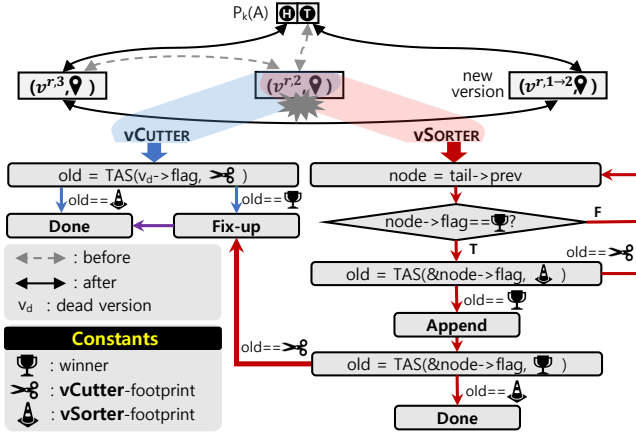 Pk(A)
H T
(v^r,3, )
(v^r,2, )
new
version
(v^r,1→2, )
vCUTTER
vSORTER
old = TAS(vd->flag, )
node = tail->prev
old==
old==
Done
Fix-up
node->flag== ?
F
T
old==
: before
: after
vd : dead version
old = TAS(&node->flag, )
old==
Append
Constants
: winner
: vCutter-footprint
: vSorter-footprint
old==
old = TAS(&node->flag, )
old==
Done